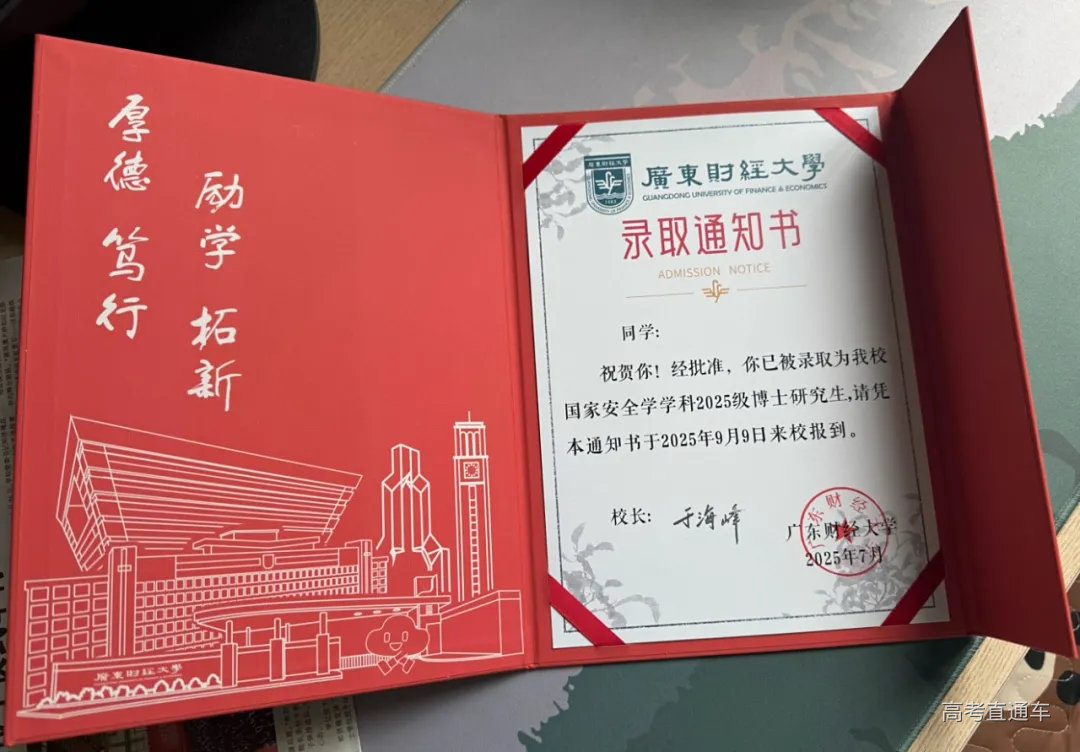 厚德 笃行
励学 拓新
廣東財經大學
廣東財經大學
GUANGDONG UNIVERSITY OF FINANCE & ECONOMICS
录取通知书
ADMISSION NOTICE
同学:
祝贺你！经批准，你已被录取为我校
国家安全学学科2025级博士研究生,请凭
本通知书于2025年9月9日来校报到。
校长:
于海峰
广东财经大学
2025年7月
高考直通车